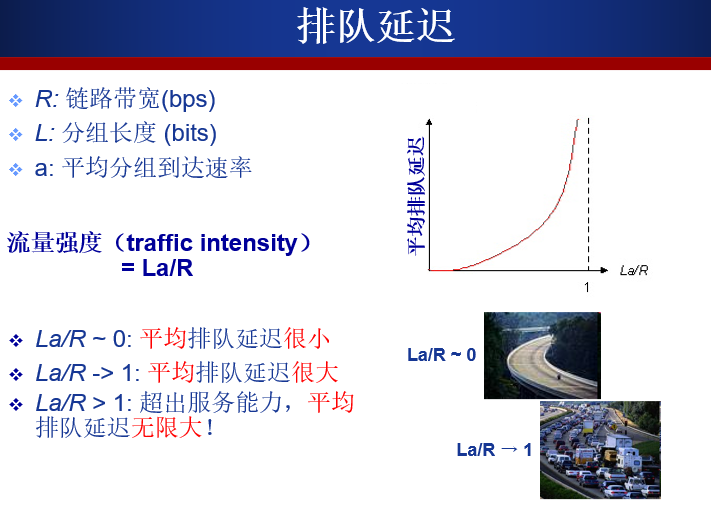 排队延迟
R: 链路带宽(bps)
L: 分组长度 (bits)
a: 平均分组到达速率
流量强度（traffic intensity）
= La/R
La/R ~ 0: 平均排队延迟很小
La/R -> 1: 平均排队延迟很大
La/R > 1: 超出服务能力，平均
排队延迟无限大！
平均排队延迟
La/R
1
La/R ~ 0
La/R → 1